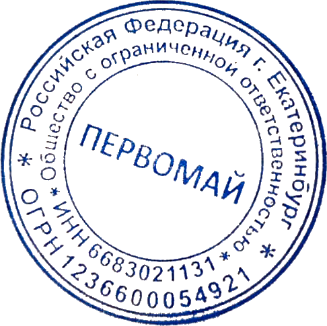 Российская Федерация г. Екатеринбург
* ОГРН 1236600054921 *
Общество с ограниченной ответственностью
* ИНН 6683021131 *
ПЕРВОМАЙ